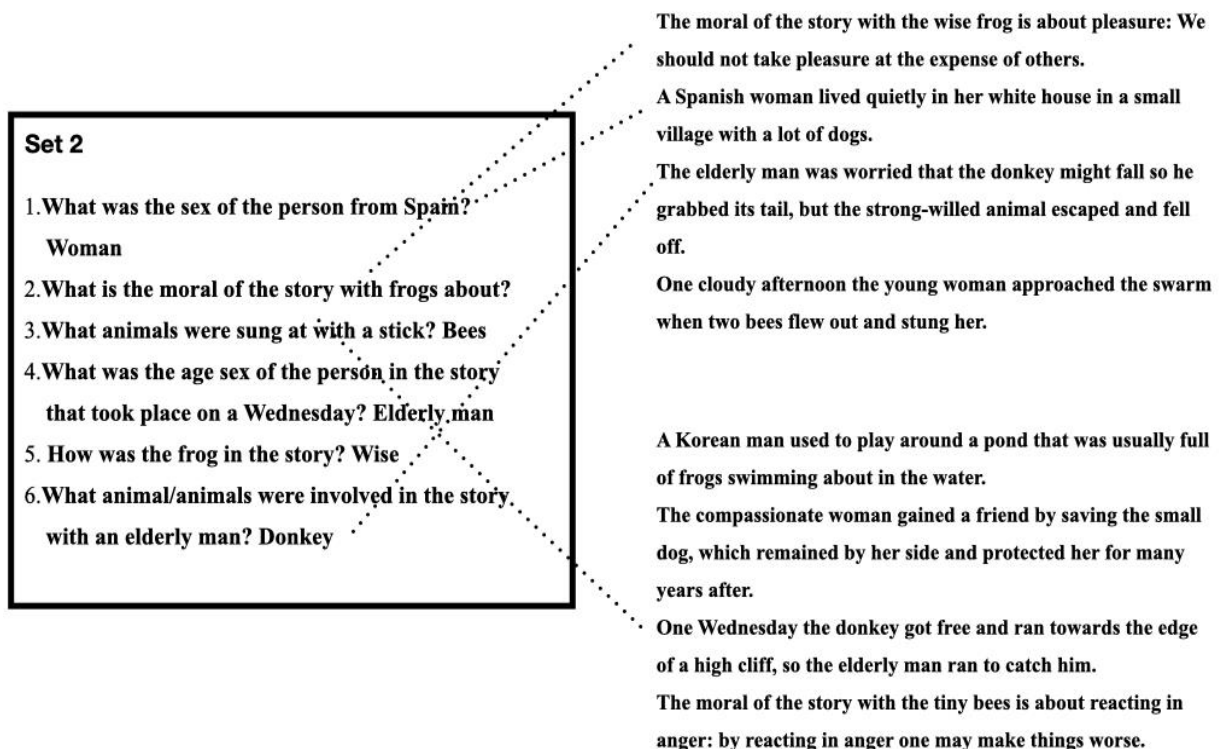 Set 2
1.What was the sex of the person from Spain?
Woman
2.What is the moral of the story with frogs about?
3.What animals were sung at with a stick? Bees
4.What was the age sex of the person in the story
that took place on a Wednesday? Elderly man
5. How was the frog in the story? Wise
6.What animal/animals were involved in the story
with an elderly man? Donkey
The moral of the story with the wise frog is about pleasure: We
should not take pleasure at the expense of others.
A Spanish woman lived quietly in her white house in a small
village with a lot of dogs.
The elderly man was worried that the donkey might fall so he
grabbed its tail, but the strong-willed animal escaped and fell
off.
One cloudy afternoon the young woman approached the swarm
when two bees flew out and stung her.
A Korean man used to play around a pond that was usually full
of frogs swimming about in the water.
The compassionate woman gained a friend by saving the small
dog, which remained by her side and protected her for many
years after.
One Wednesday the donkey got free and ran towards the edge
of a high cliff, so the elderly man ran to catch him.
The moral of the story with the tiny bees is about reacting in
anger: by reacting in anger one may make things worse.